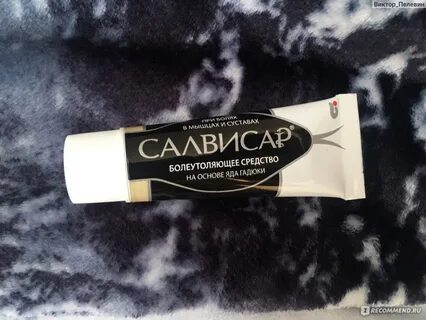 Виктор_Пелевин
ПРИ БОЛЯХ
В МЫШЦАХ И СУСТАВАХ
САЛВИСАР®
БОЛЕУТОЛЯЮЩЕЕ СРЕДСТВО
НА ОСНОВЕ ЯДА ГАДЮКИ
IRECOMMEND.RU